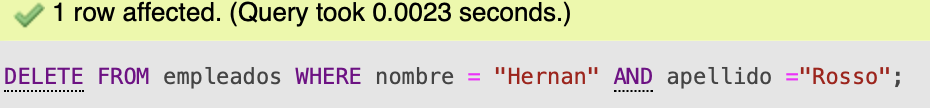 1 row affected. (Query took 0.0023 seconds.)
DELETE FROM empleados WHERE nombre = "Hernan" AND apellido ="Rosso";